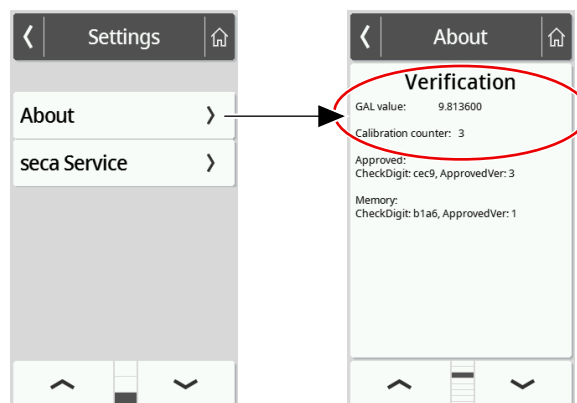 Settings
About
seca Service
About
Verification
GAL value: 9.813600
Calibration counter: 3
Approved:
CheckDigit: cec9, ApprovedVer: 3
Memory:
CheckDigit: b1a6, ApprovedVer: 1